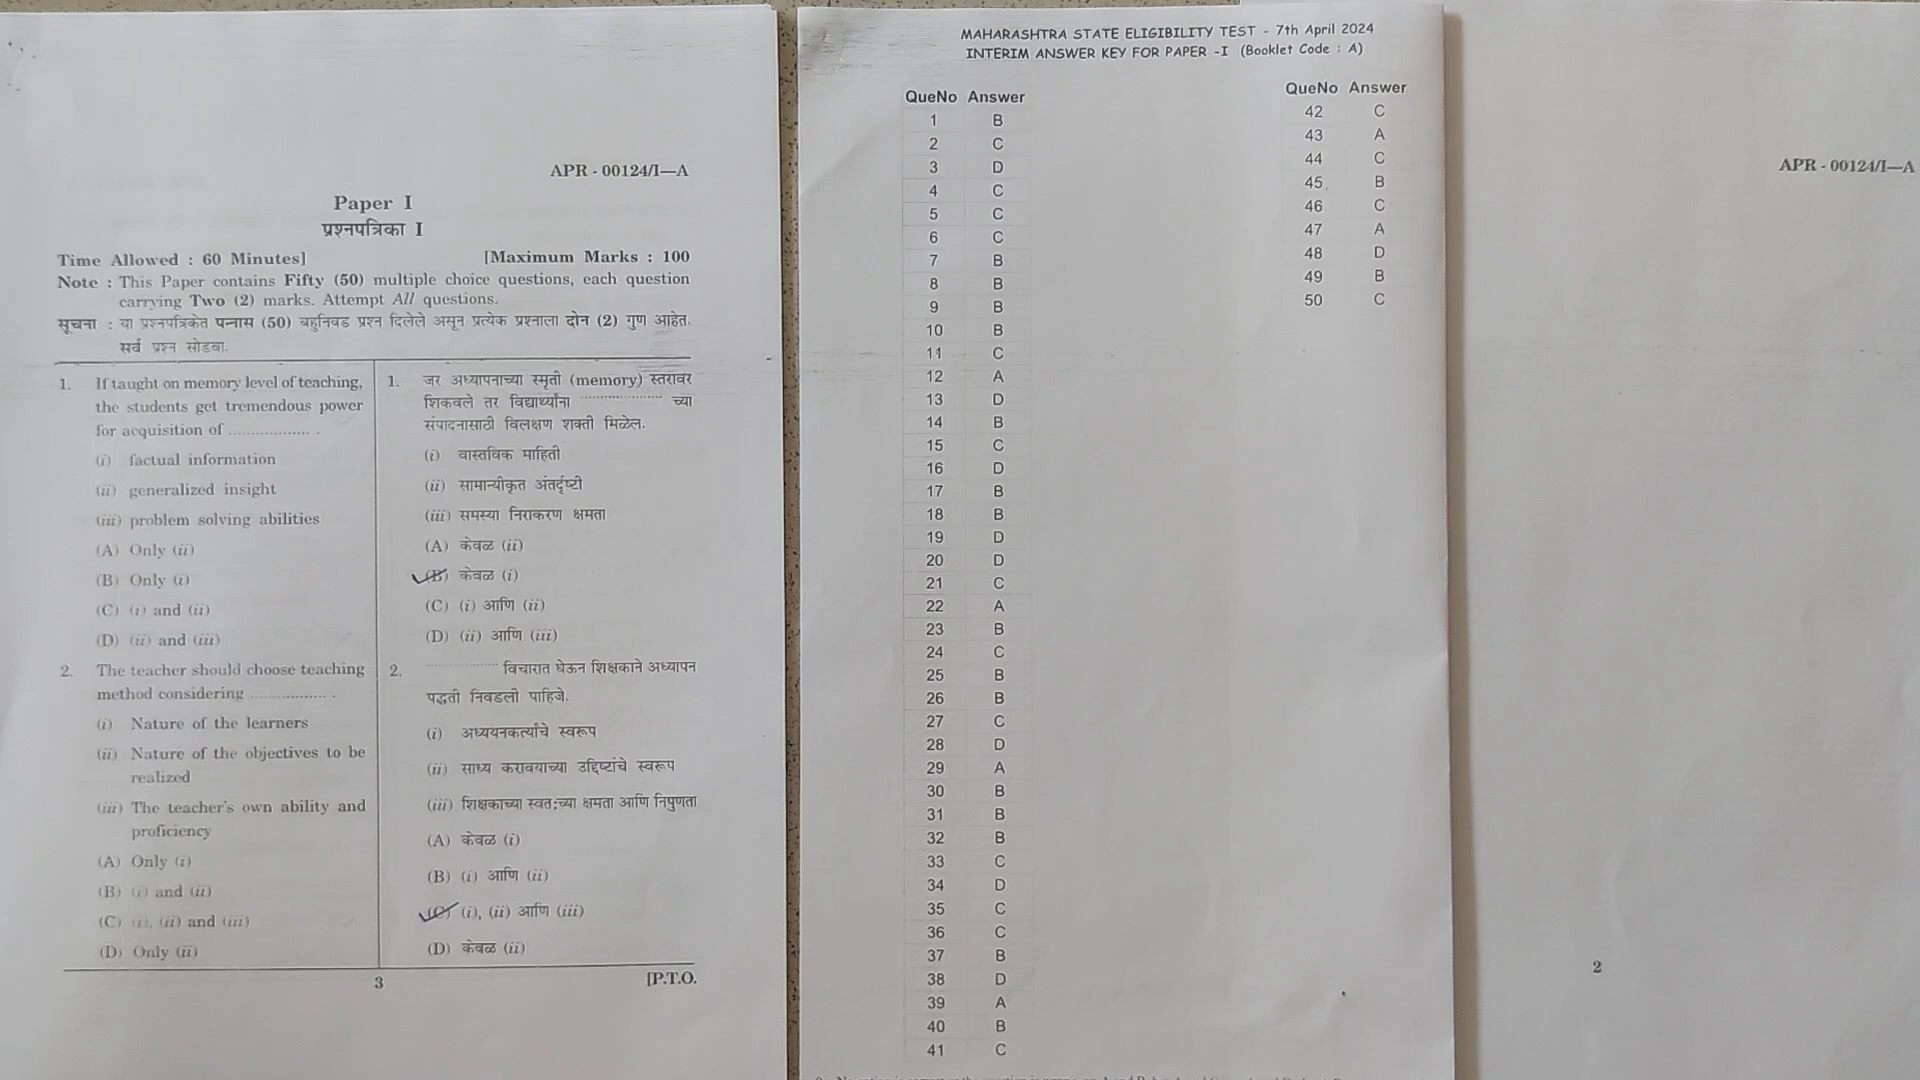 APR - 00124/I—A
Paper I
प्रश्नपत्रिका I
Time Allowed : 60 Minutes] [Maximum Marks : 100
Note : This Paper contains Fifty (50) multiple choice questions, each question
carrying Two (2) marks. Attempt All questions.
सूचना : या प्रश्नपत्रिकेत पन्नास (50) बहुनिवड प्रश्न दिलेले असून प्रत्येक प्रश्नाला दोन (2) गुण आहेत.
सर्व प्रश्न सोडवा.
1. If taught on memory level of teaching,
the students get tremendous power
for acquisition of .................. .
(i) factual information
(ii) generalized insight
(iii) problem solving abilities
(A) Only (ii)
(B) Only (i)
(C) (i) and (ii)
(D) (ii) and (iii)
2. The teacher should choose teaching
method considering ................. .
(i) Nature of the learners
(ii) Nature of the objectives to be
realized
(iii) The teacher's own ability and
proficiency
(A) Only (i)
(B) (i) and (ii)
(C) (i), (ii) and (iii)
(D) Only (ii)
1. जर अध्यापनाच्या स्मृती (memory) स्तरावर
शिकवले तर विद्यार्थ्यांना .................... च्या
संपादनासाठी विलक्षण शक्ती मिळेल.
(i) वास्तविक माहिती
(ii) सामान्यीकृत अंतर्दृष्टी
(iii) समस्या निराकरण क्षमता
(A) केवळ (ii)
(B) केवळ (i)
(C) (i) आणि (ii)
(D) (ii) आणि (iii)
2. .................. विचारात घेऊन शिक्षकाने अध्यापन
पद्धती निवडली पाहिजे.
(i) अध्ययनकर्त्यांचे स्वरूप
(ii) साध्य करावयाच्या उद्दिष्टांचे स्वरूप
(iii) शिक्षकाच्या स्वत:च्या क्षमता आणि निपुणता
(A) केवळ (i)
(B) (i) आणि (ii)
(C) (i), (ii) आणि (iii)
(D) केवळ (ii)
3 [P.T.O.
MAHARASHTRA STATE ELIGIBILITY TEST - 7th April 2024
INTERIM ANSWER KEY FOR PAPER -I (Booklet Code : A)
QueNo Answer
1 B
2 C
3 D
4 C
5 C
6 C
7 B
8 B
9 B
10 B
11 C
12 A
13 D
14 B
15 C
16 D
17 B
18 B
19 D
20 D
21 C
22 A
23 B
24 C
25 B
26 B
27 C
28 D
29 A
30 B
31 B
32 B
33 C
34 D
35 C
36 C
37 B
38 D
39 A
40 B
41 C
QueNo Answer
42 C
43 A
44 C
45 B
46 C
47 A
48 D
49 B
50 C
APR - 00124/I—A
2